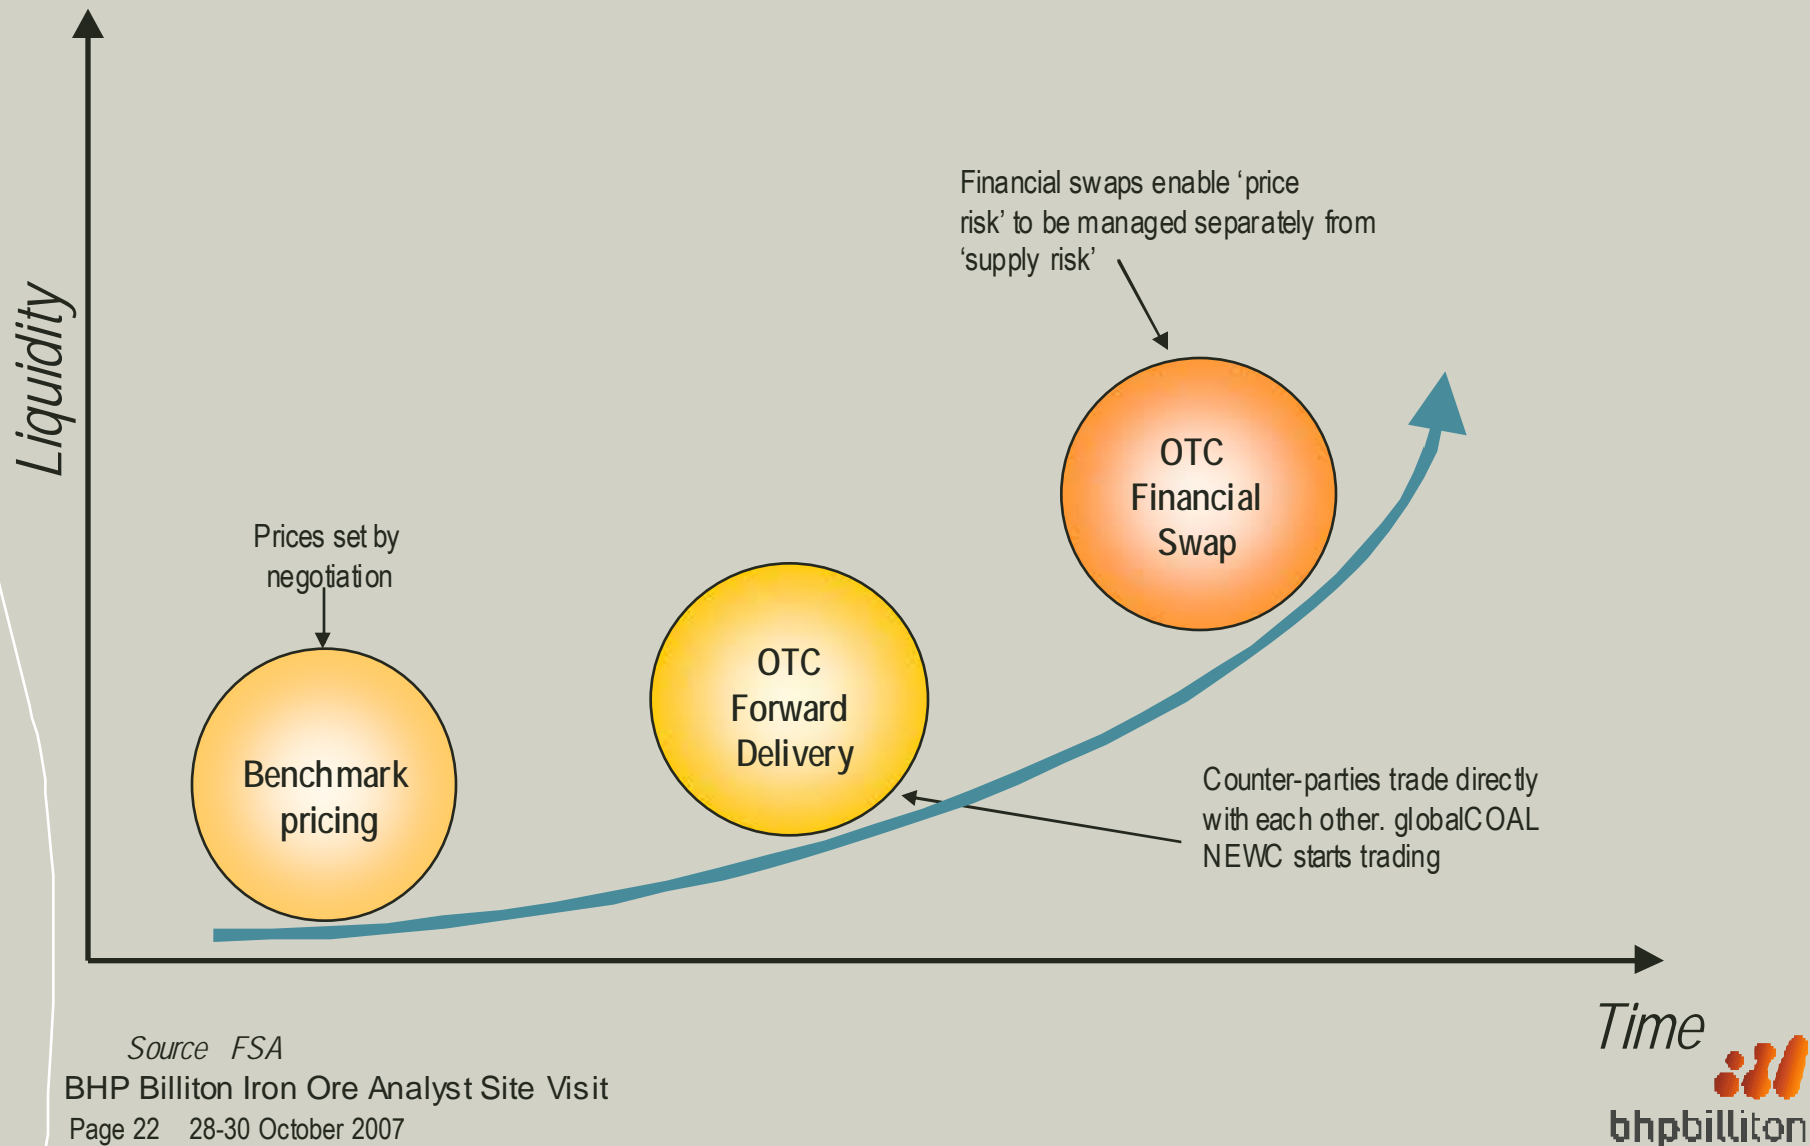 Financial swaps enable ‘price
risk’ to be managed separately from
‘supply risk’
Liquidity
OTC
Financial
Swap
Prices set by
negotiation
OTC
Forward
Delivery
Benchmark
pricing
Counter-parties trade directly
with each other. globalCOAL
NEWC starts trading
Time
Source FSA
BHP Billiton Iron Ore Analyst Site Visit
Page 22 28-30 October 2007
bhpbilliton